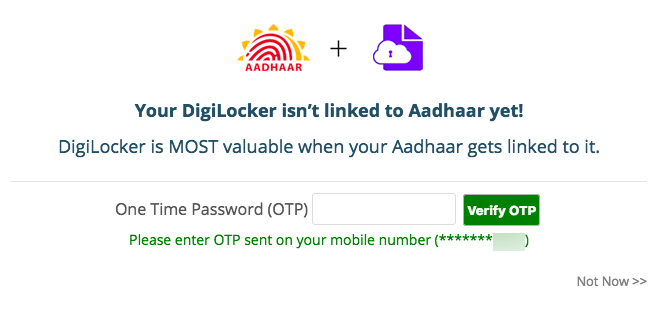 AADHAAR
+
Your DigiLocker isn’t linked to Aadhaar yet!
DigiLocker is MOST valuable when your Aadhaar gets linked to it.
One Time Password (OTP) Verify OTP
Please enter OTP sent on your mobile number (*******)
Not Now >>